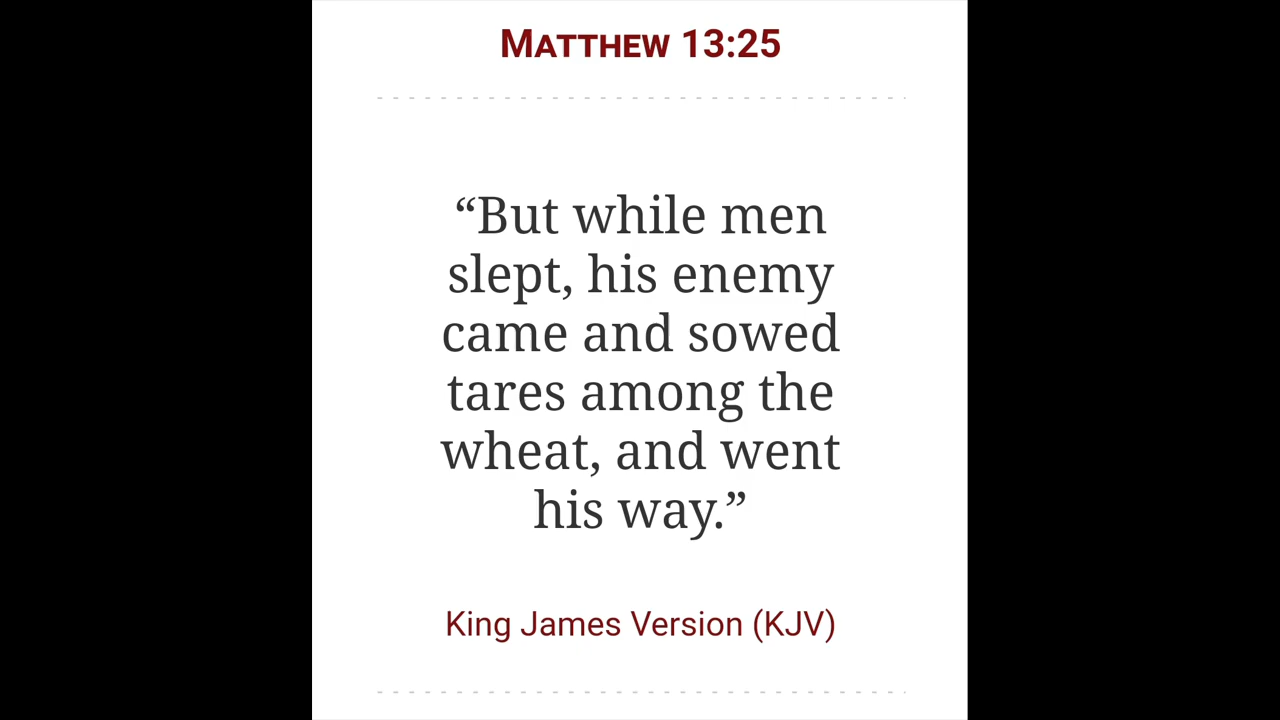 Matthew 13:25
“But while men
slept, his enemy
came and sowed
tares among the
wheat, and went
his way.”
King James Version (KJV)